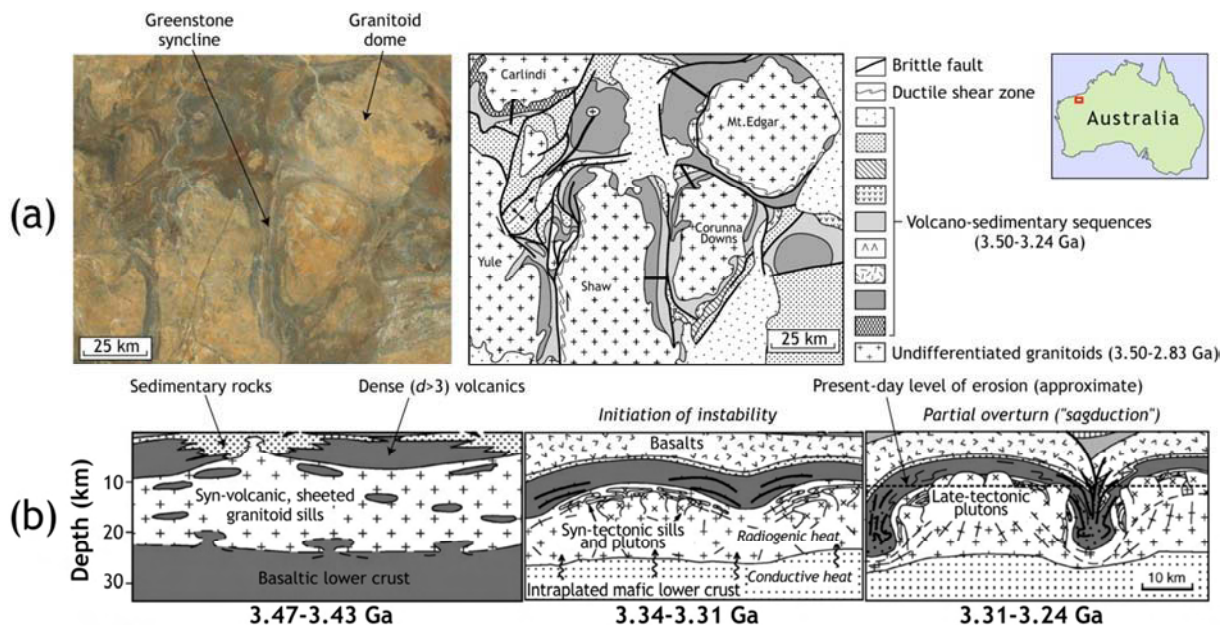 Greenstone
syncline
Granitoid
dome
(a)
25 km
Carlindi
Mt.Edgar
Corunna
Downs
Yule
Shaw
25 km
Brittle fault
Ductile shear zone
Volcano-sedimentary sequences
(3.50-3.24 Ga)
Undifferentiated granitoids (3.50-2.83 Ga)
Australia
Sedimentary rocks
Dense (d>3) volcanics
Present-day level of erosion (approximate)
Initiation of instability
Partial overturn ("sagduction")
(b)
Depth (km)
10
20
30
Syn-volcanic, sheeted
granitoid sills
Basaltic lower crust
Basalts
Syn-tectonic sills
and plutons
Radiogenic heat
Conductive heat
Intraplated mafic lower crust
Late-tectonic
plutons
10 km
3.47-3.43 Ga
3.34-3.31 Ga
3.31-3.24 Ga